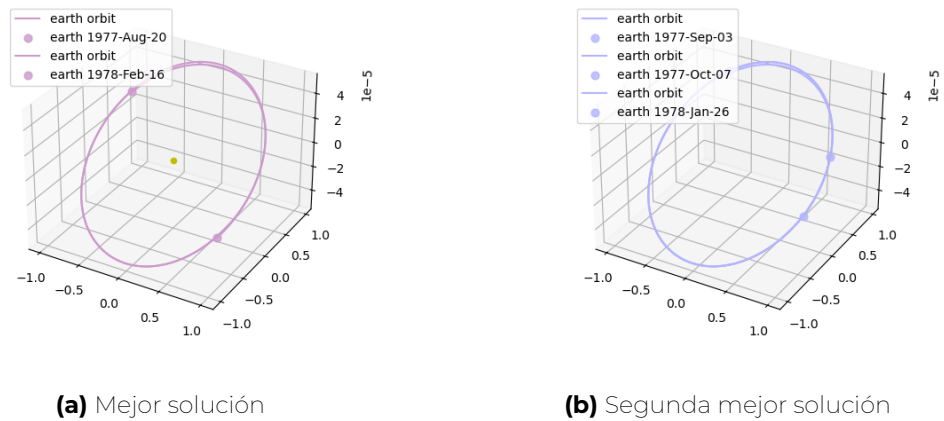 earth orbit
earth 1977-Aug-20
earth orbit
earth 1978-Feb-16
1e−5
4
2
0
−2
−4
1.0
0.5
0.0
−0.5
−1.0
−1.0
−0.5
0.0
0.5
1.0
(a) Mejor solución
earth orbit
earth 1977-Sep-03
earth orbit
earth 1977-Oct-07
earth orbit
earth 1978-Jan-26
1e−5
4
2
0
−2
−4
1.0
0.5
0.0
−0.5
−1.0
−1.0
−0.5
0.0
0.5
1.0
(b) Segunda mejor solución